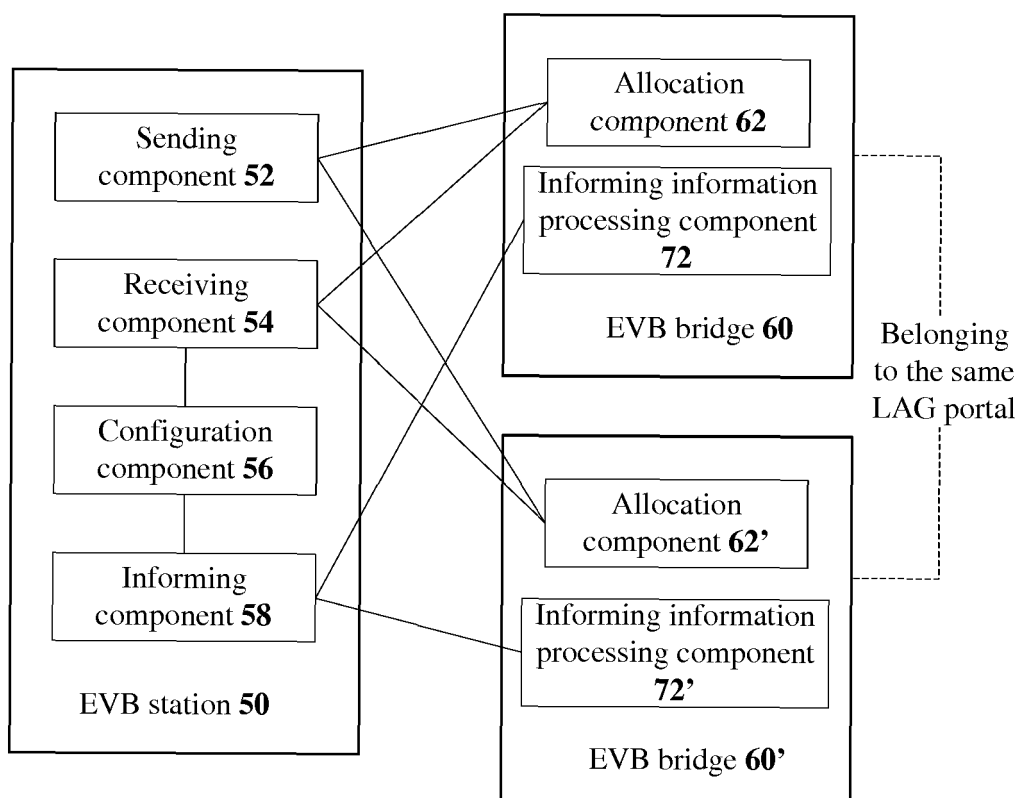 Sending
component 52
Receiving
component 54
Configuration
component 56
Informing
component 58
EVB station 50
Allocation
component 62
Informing information
processing component
72
EVB bridge 60
Allocation
component 62’
Informing information
processing component
72’
EVB bridge 60’
Belonging
to the same
LAG portal